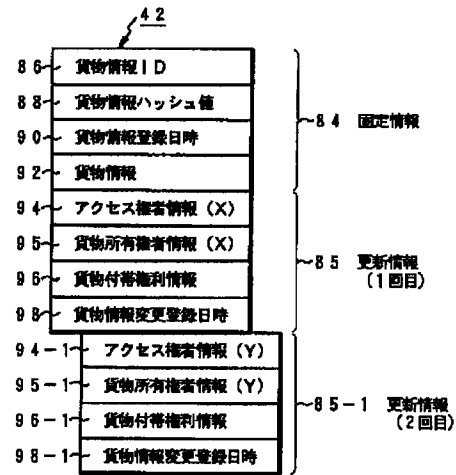 42
86 貨物情報ID
88 貨物情報ハッシュ値
90 貨物情報登録日時
84 固定情報
92 貨物情報
94 アクセス権者情報(X)
95 貨物所有権者情報(X)
96 貨物付帯権利情報
85 更新情報
(1回目)
98 貨物情報変更登録日時
94-1 アクセス権者情報(Y)
95-1 貨物所有権者情報(Y)
96-1 貨物付帯権利情報
85-1 更新情報
(2回目)
98-1 貨物情報変更登録日時